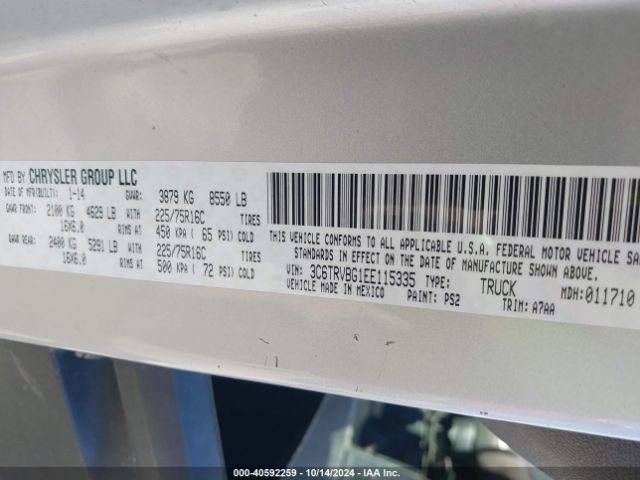 MFD BY CHRYSLER GROUP LLC
DATE OF MFR(BUILT): 1-14 GVWR: 3879 KG 8550 LB
GAWR FRONT: 2100 KG 4629 LB WITH 225/75R16C TIRES
16X6.0 RIMS AT 450 KPA ( 65 PSI) COLD
GAWR REAR: 2400 KG 5291 LB WITH 225/75R16C TIRES
16X6.0 RIMS AT 500 KPA ( 72 PSI) COLD
THIS VEHICLE CONFORMS TO ALL APPLICABLE U.S.A. FEDERAL MOTOR VEHICLE SA
STANDARDS IN EFFECT ON THE DATE OF MANUFACTURE SHOWN ABOVE.
VIN: 3C6TRVBG1EE115335 TYPE: TRUCK MDH:011710
VEHICLE MADE IN MEXICO PAINT: PS2 TRIM: A7AA
000-40592259 | 10/14/2024 | IAA Inc.